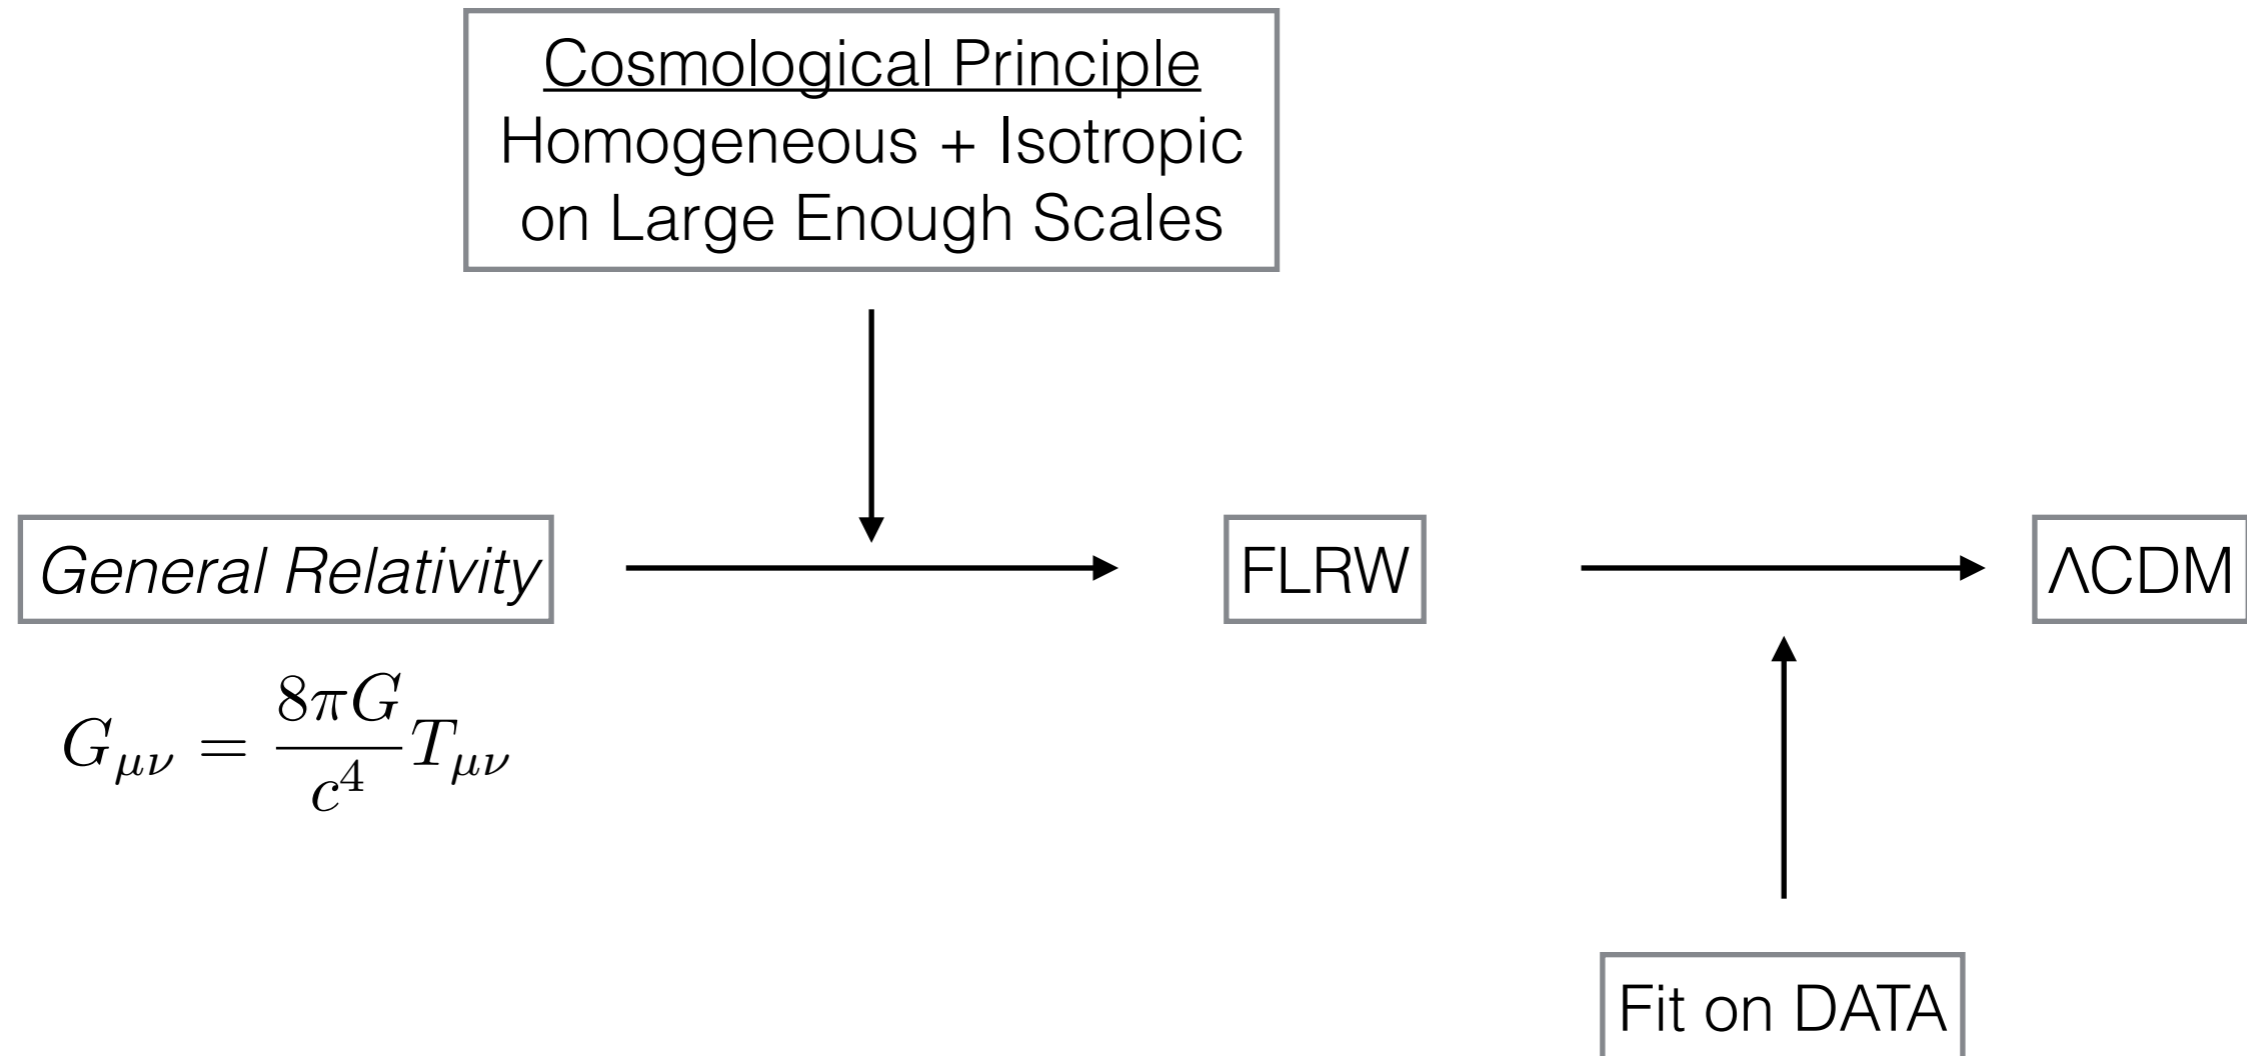 Cosmological Principle
Homogeneous + Isotropic
on Large Enough Scales
General Relativity
FLRW
ΛCDM
G_{μν} = \frac{8πG}{c^4} T_{μν}
Fit on DATA